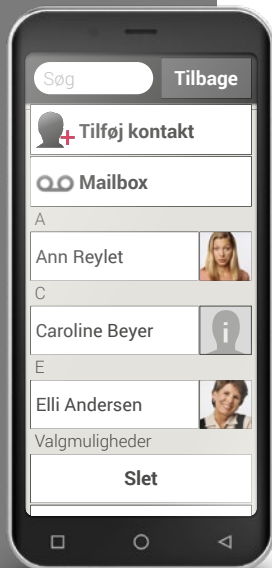 Søg
Tilbage
Tilføj kontakt
Mailbox
A
Ann Reylet
C
Caroline Beyer
i
E
Elli Andersen
Valgmuligheder
Slet